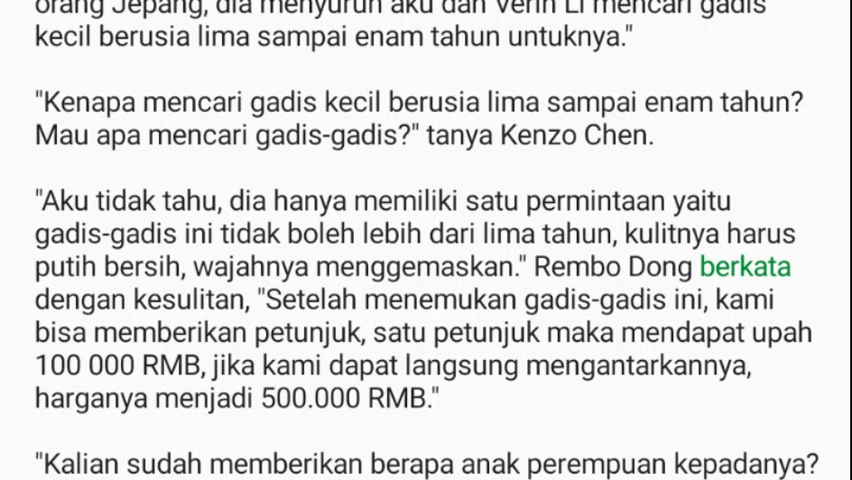 orang Jepang, dia menyuruh aku dan Verin Li mencari gadis
kecil berusia lima sampai enam tahun untuknya."
"Kenapa mencari gadis kecil berusia lima sampai enam tahun?
Mau apa mencari gadis-gadis?" tanya Kenzo Chen.
"Aku tidak tahu, dia hanya memiliki satu permintaan yaitu
gadis-gadis ini tidak boleh lebih dari lima tahun, kulitnya harus
putih bersih, wajahnya menggemaskan." Rembo Dong berkata
dengan kesulitan, "Setelah menemukan gadis-gadis ini, kami
bisa memberikan petunjuk, satu petunjuk maka mendapat upah
100 000 RMB, jika kami dapat langsung mengantarkannya,
harganya menjadi 500.000 RMB."
"Kalian sudah memberikan berapa anak perempuan kepadanya?